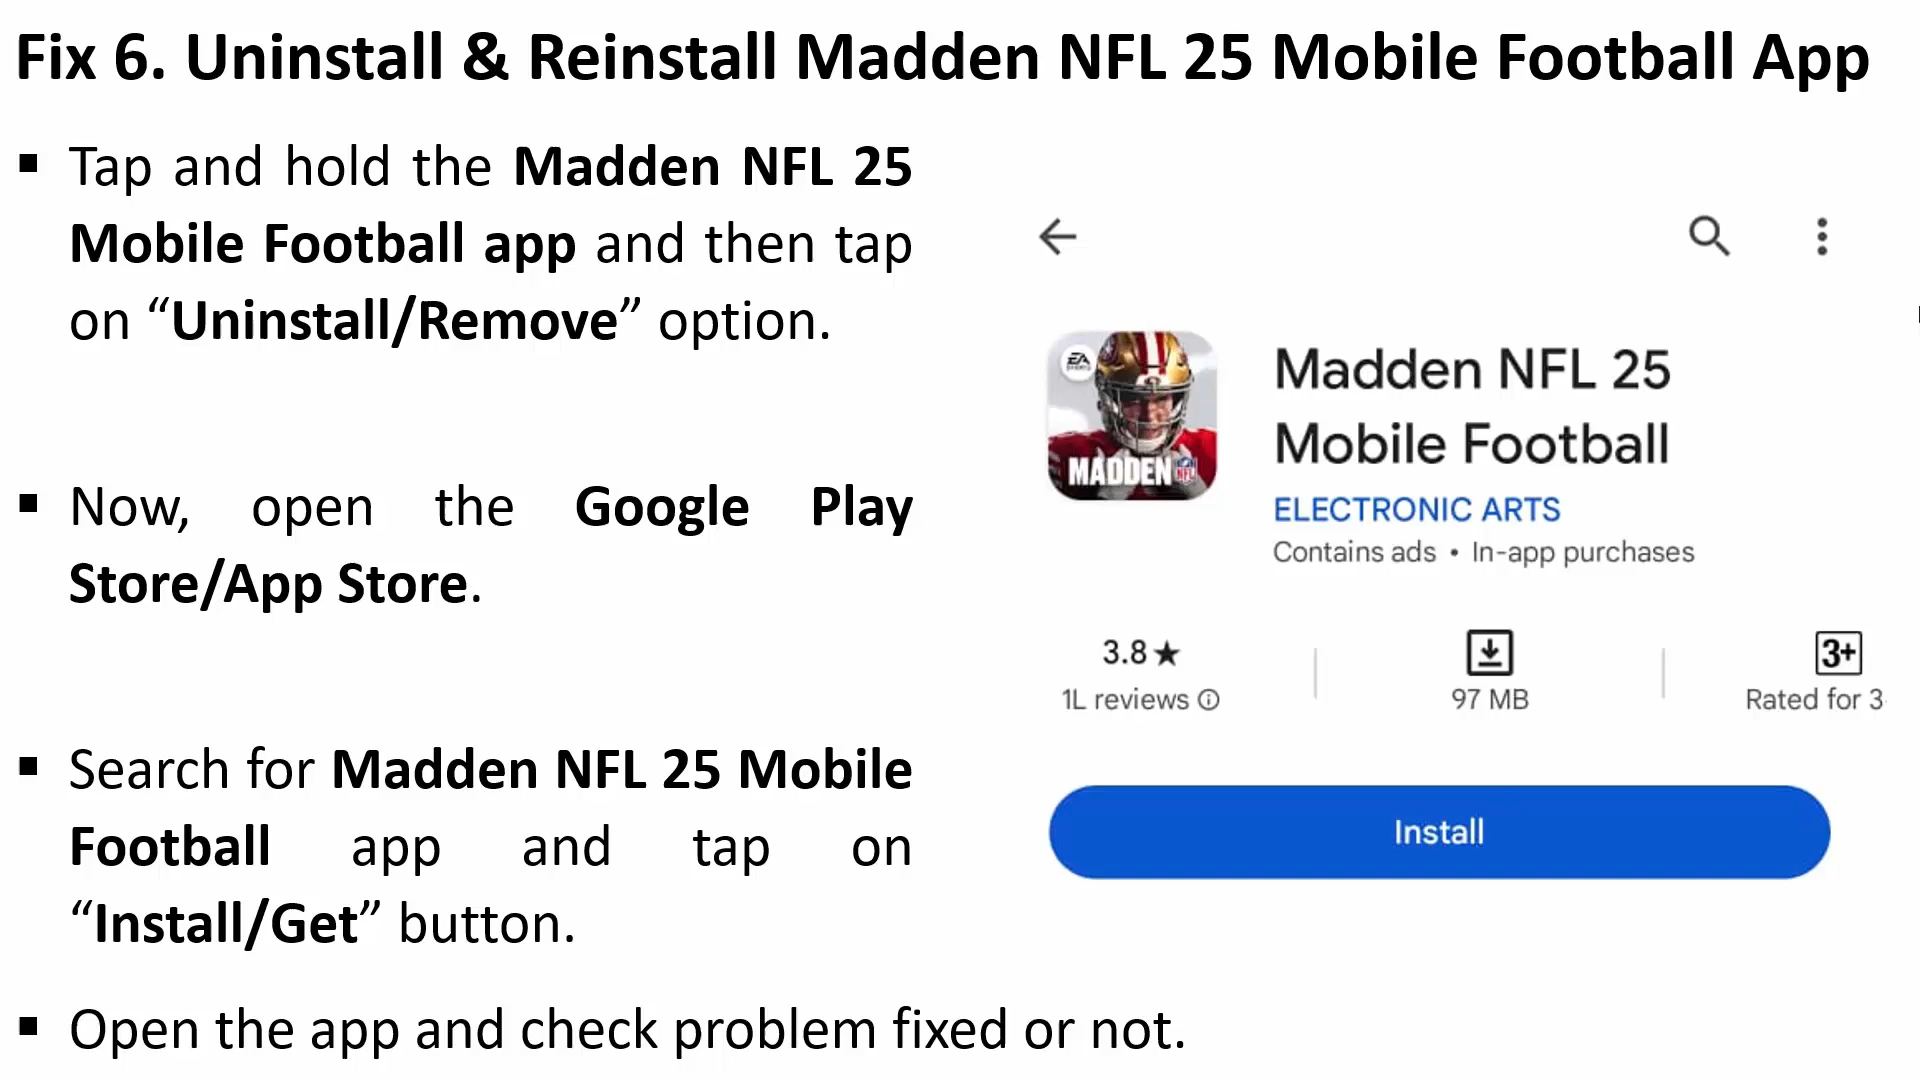 Fix 6. Uninstall & Reinstall Madden NFL 25 Mobile Football App
▪ Tap and hold the Madden NFL 25
Mobile Football app and then tap
on “Uninstall/Remove” option.
▪ Now, open the Google Play
Store/App Store.
▪ Search for Madden NFL 25 Mobile
Football app and tap on
“Install/Get” button.
▪ Open the app and check problem fixed or not.
EA
SPORTS
MADDEN NFL
Madden NFL 25
Mobile Football
ELECTRONIC ARTS
Contains ads • In-app purchases
3.8★
1L reviews
97 MB
3+
Rated for 3
Install